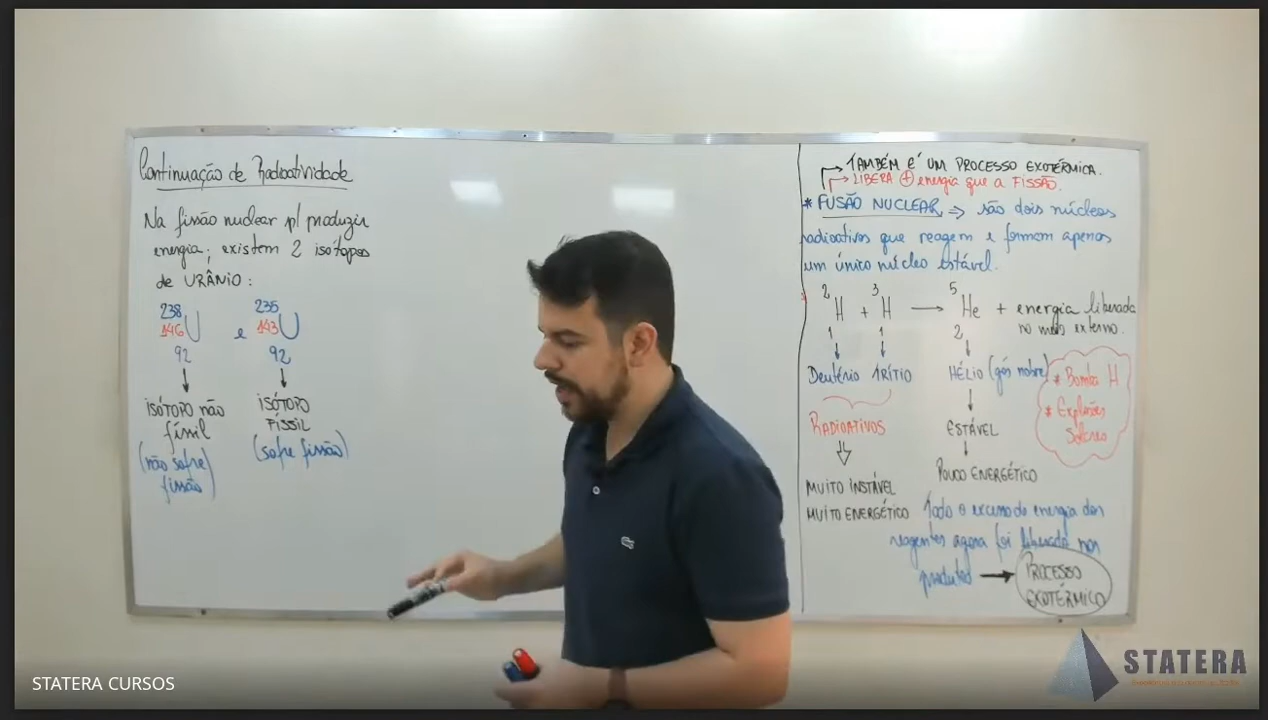 Continuação de Radioatividade
Na fissão nuclear p/ produzir
energia, existem 2 isótopos
de URÂNIO:
238 235
146 U e 143 U
92 92
ISÓTOPO não ISÓTOPO
físsil FÍSSIL
(não sofre (sofre fissão)
fissão)
TAMBÉM É UM PROCESSO EXOTÉRMICA.
LIBERA + energia que a FISSÃO.
* FUSÃO NUCLEAR => são dois núcleos
radioativos que reagem e formam apenas
um único núcleo estável.
2 3 5
H + H → He + energia liberada
1 1 2 no meio externo.
Deutério TRÍTIO HÉLIO (gás nobre)
* Bomba H
* Explosões
Solares
RADIOATIVOS ESTÁVEL
POUCO ENERGÉTICO
MUITO INSTÁVEL
MUITO ENERGÉTICO
Todo o excesso de energia dos
reagentes agora foi liberada nos
produtos → PROCESSO
EXOTÉRMICO
STATERA
STATERA CURSOS